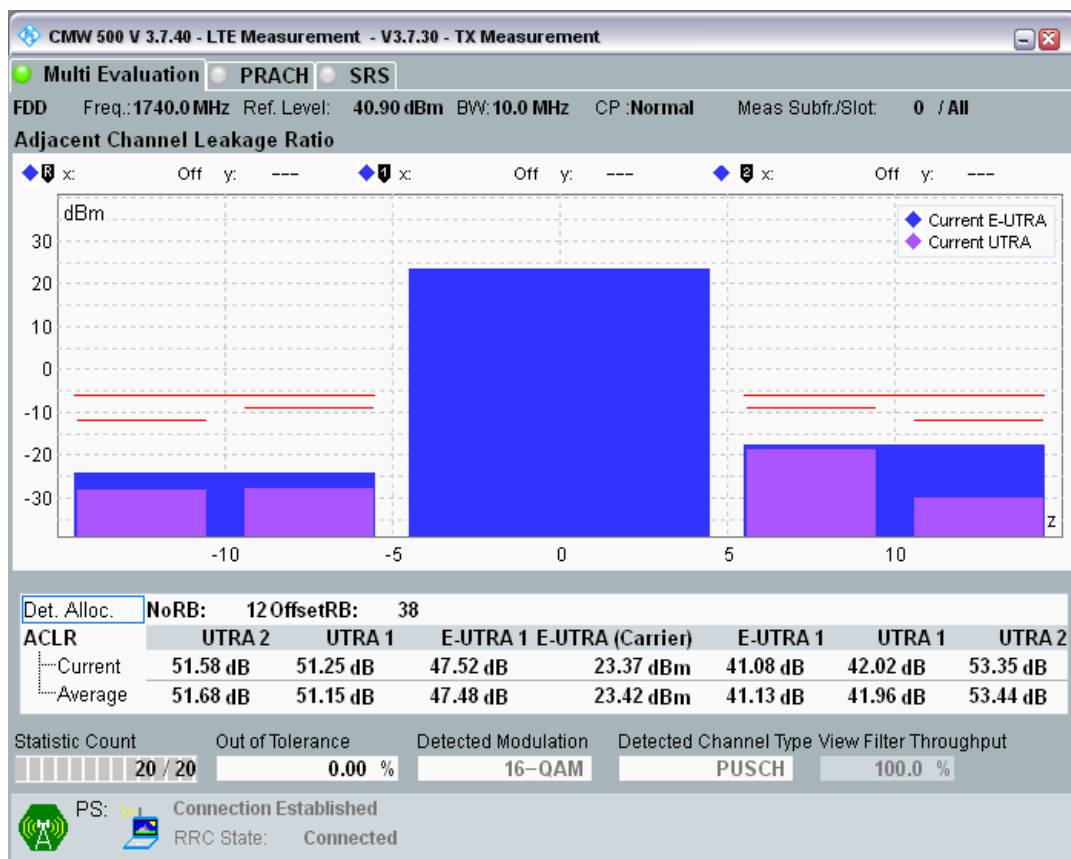 CMW 500 V 3.7.40 - LTE Measurement - V3.7.30 - TX Measurement
Multi Evaluation PRACH SRS
FDD Freq.: 1740.0 MHz Ref. Level: 40.90 dBm BW: 10.0 MHz CP :Normal Meas Subfr./Slot: 0 / All
Adjacent Channel Leakage Ratio
R x: Off y: --- 1 x: Off y: --- 2 x: Off y: ---
dBm
Current E-UTRA
Current UTRA
30
20
10
0
-10
-20
-30
z
-10 -5 0 5 10
Det. Alloc. NoRB: 12 OffsetRB: 38
ACLR UTRA 2 UTRA 1 E-UTRA 1 E-UTRA (Carrier) E-UTRA 1 UTRA 1 UTRA 2
Current 51.58 dB 51.25 dB 47.52 dB 23.37 dBm 41.08 dB 42.02 dB 53.35 dB
Average 51.68 dB 51.15 dB 47.48 dB 23.42 dBm 41.13 dB 41.96 dB 53.44 dB
Statistic Count Out of Tolerance Detected Modulation Detected Channel Type View Filter Throughput
20 / 20 0.00 % 16-QAM PUSCH 100.0 %
PS: Connection Established
RRC State: Connected